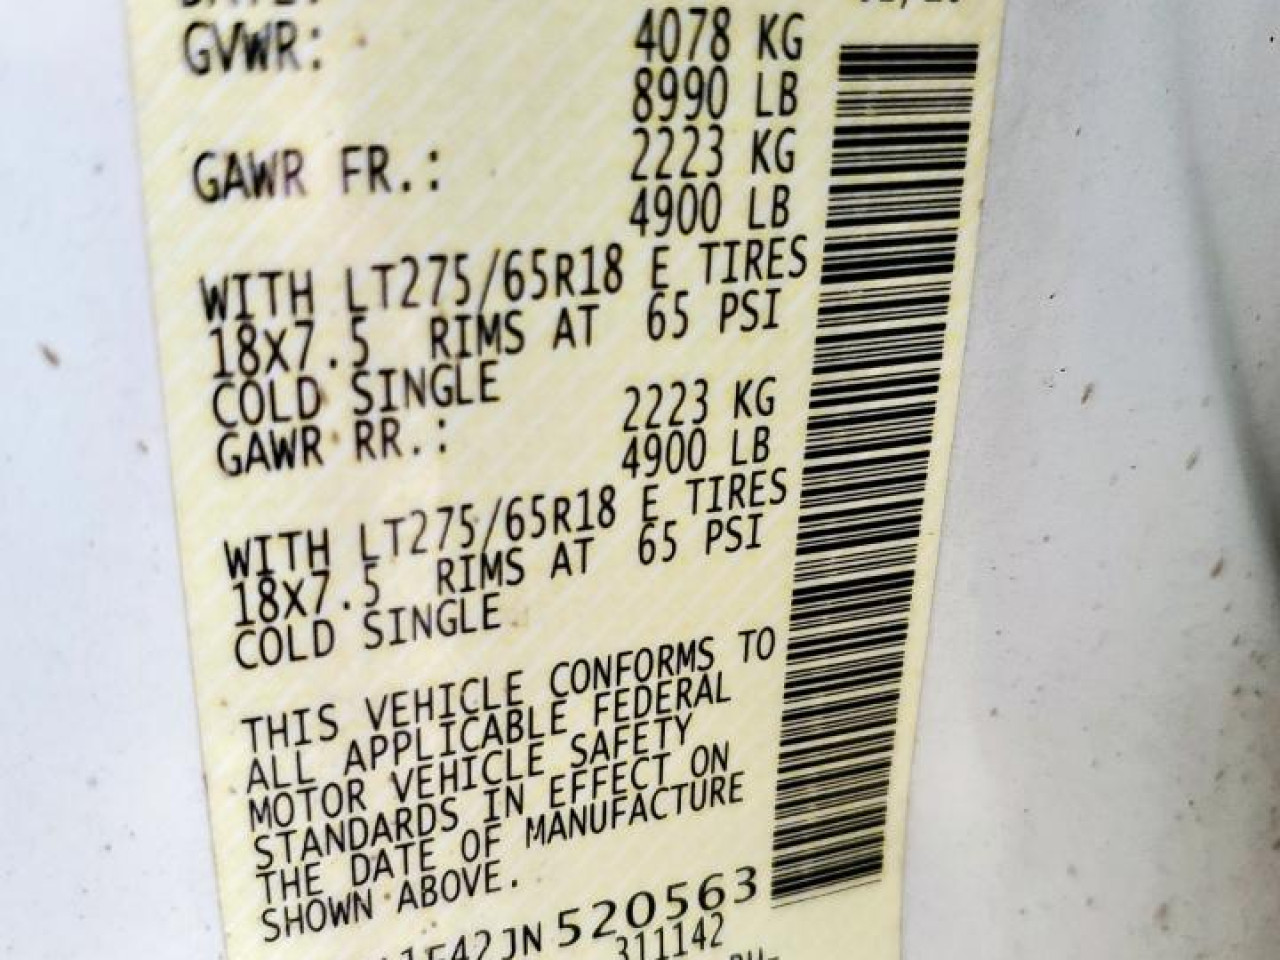 GVWR: 4078 KG
8990 LB
GAWR FR.: 2223 KG
4900 LB
WITH LT275/65R18 E TIRES
18X7.5 RIMS AT 65 PSI
COLD SINGLE
GAWR RR.: 2223 KG
4900 LB
WITH LT275/65R18 E TIRES
18X7.5 RIMS AT 65 PSI
COLD SINGLE
THIS VEHICLE CONFORMS TO
ALL APPLICABLE FEDERAL
MOTOR VEHICLE SAFETY
STANDARDS IN EFFECT ON
THE DATE OF MANUFACTURE
SHOWN ABOVE.
520563
311142